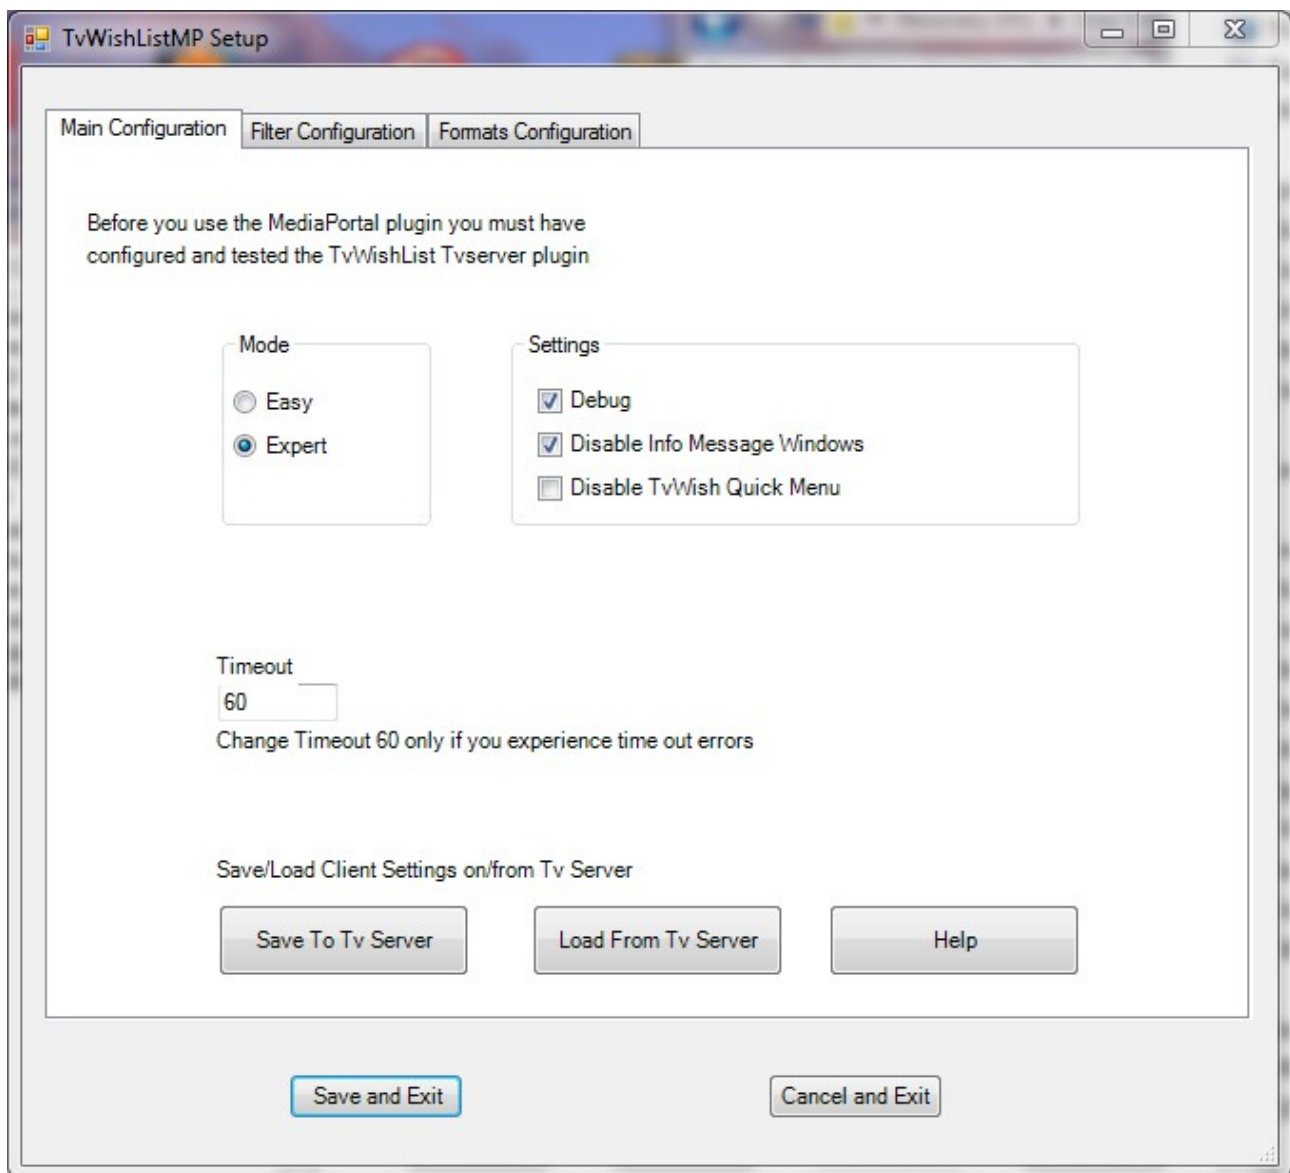 TvWishListMP Setup
Main Configuration
Filter Configuration
Formats Configuration
Before you use the MediaPortal plugin you must have
configured and tested the TvWishList Tvserver plugin
Mode
Settings
Easy
Debug
Expert
Disable Info Message Windows
Disable TvWish Quick Menu
Timeout
60
Change Timeout 60 only if you experience time out errors
Save/Load Client Settings on/from Tv Server
Save To Tv Server
Load From Tv Server
Help
Save and Exit
Cancel and Exit